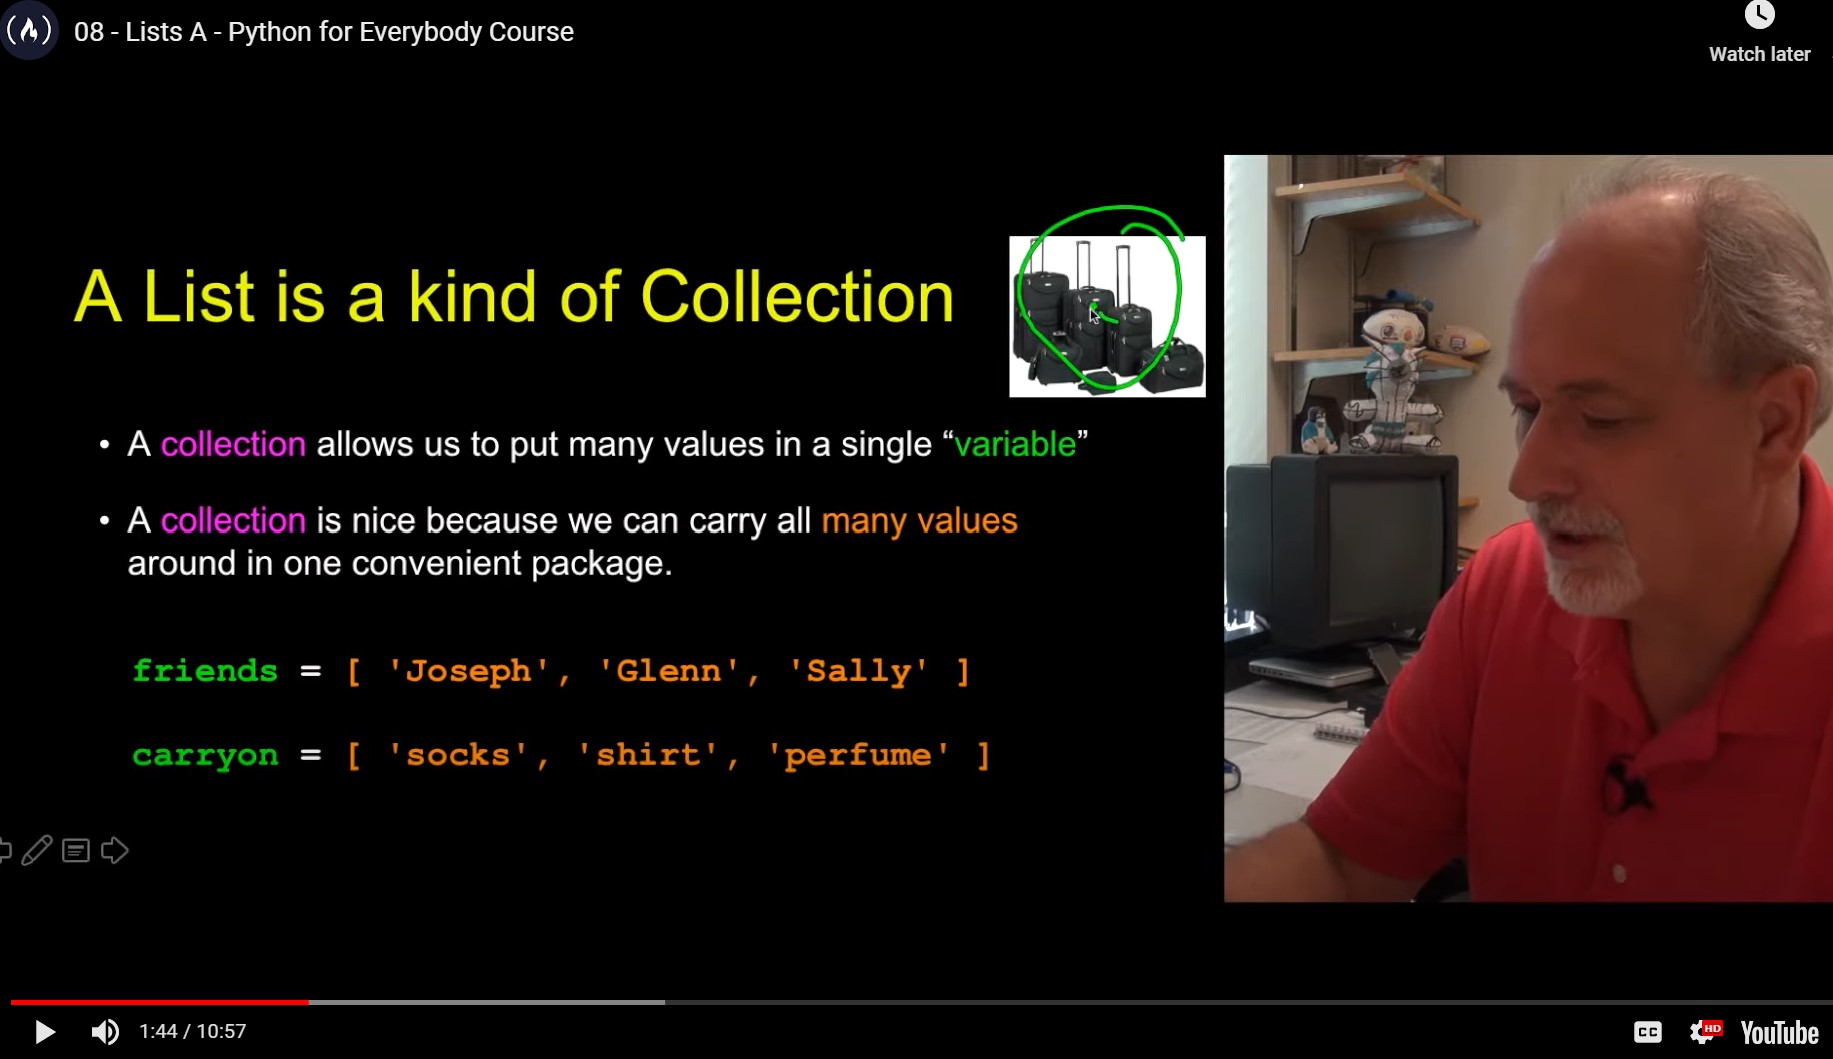 08 - Lists A - Python for Everybody Course
Watch later
A List is a kind of Collection
• A collection allows us to put many values in a single “variable”
• A collection is nice because we can carry all many values
around in one convenient package.
friends = [ 'Joseph', 'Glenn', 'Sally' ]
carryon = [ 'socks', 'shirt', 'perfume' ]
1:44 / 10:57
CC
HD
YouTube